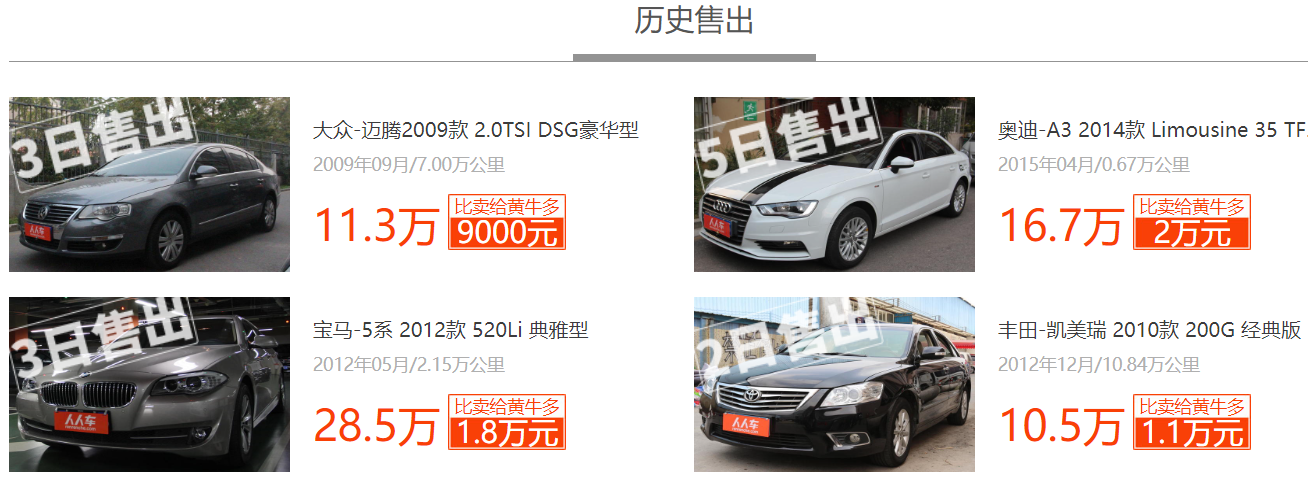 历史售出
3日售出
人人车
大众-迈腾2009款 2.0TSI DSG豪华型
2009年09月/7.00万公里
11.3万
比卖给黄牛多
9000元
5日售出
人人车
奥迪-A3 2014款 Limousine 35 TF
2015年04月/0.67万公里
16.7万
比卖给黄牛多
2万元
3日售出
人人车
宝马-5系 2012款 520Li 典雅型
2012年05月/2.15万公里
28.5万
比卖给黄牛多
1.8万元
2日售出
人人车
丰田-凯美瑞 2010款 200G 经典版
2012年12月/10.84万公里
10.5万
比卖给黄牛多
1.1万元